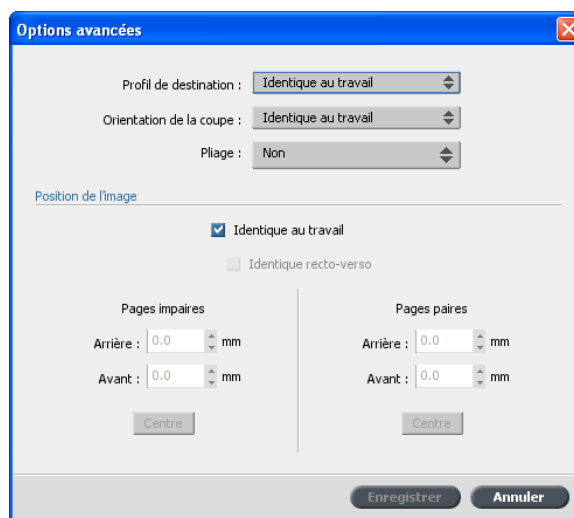 Options avancées
Profil de destination : Identique au travail
Orientation de la coupe : Identique au travail
Pliage : Non
Position de l'image
Identique au travail
Identique recto-verso
Pages impaires
Arrière : 0.0 mm
Avant : 0.0 mm
Centre
Pages paires
Arrière : 0.0 mm
Avant : 0.0 mm
Centre
Enregistrer Annuler